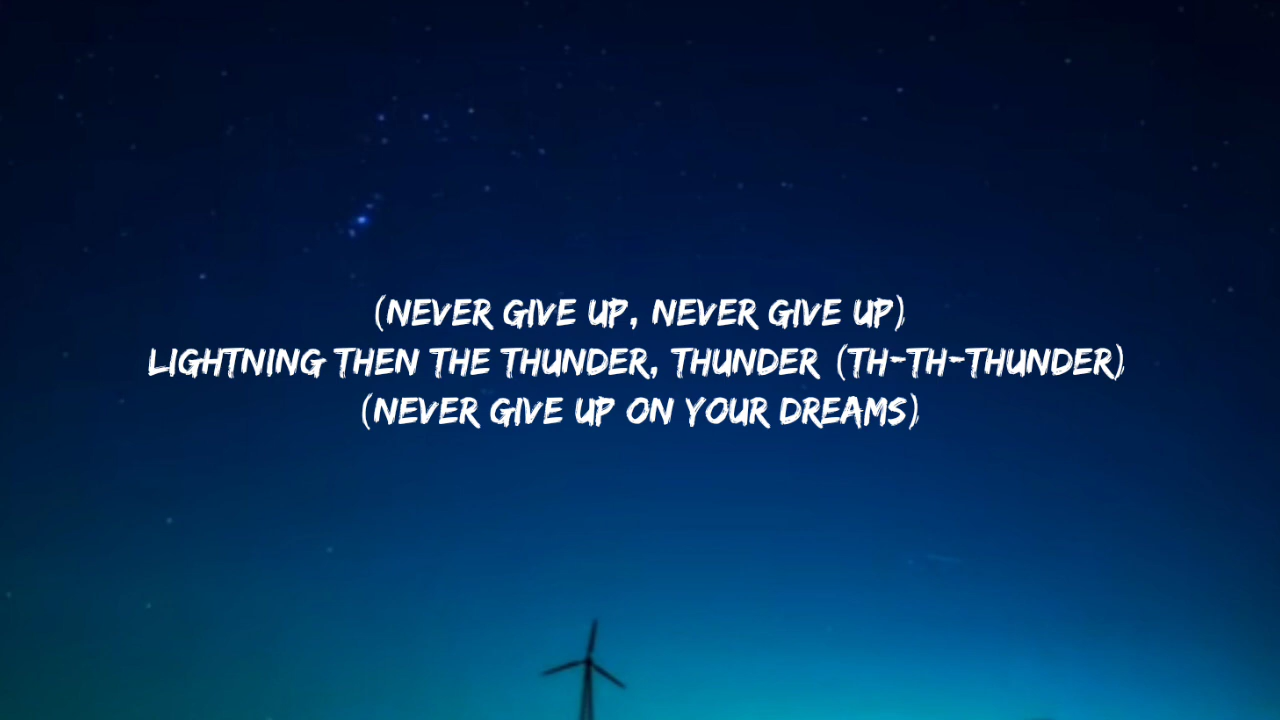 (NEVER GIVE UP, NEVER GIVE UP)
LIGHTNING THEN THE THUNDER, THUNDER (TH-TH-THUNDER)
(NEVER GIVE UP ON YOUR DREAMS)